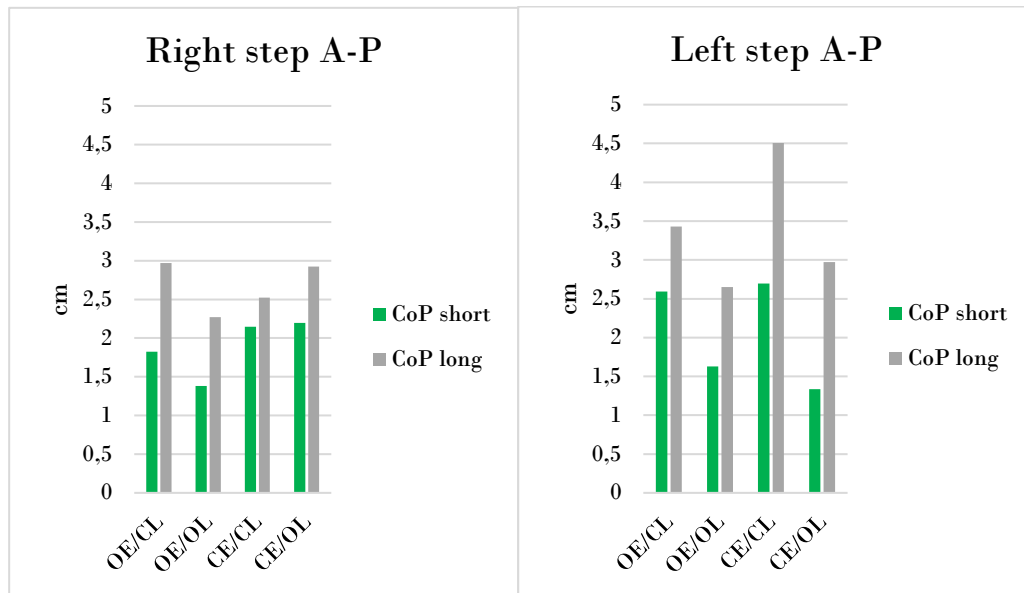 Right step A-P
5
4,5
4
3,5
3
2,5
2
1,5
1
0,5
0
cm
OE/CL
OE/OL
CE/CL
CE/OL
CoP short
CoP long
Left step A-P
5
4,5
4
3,5
3
2,5
2
1,5
1
0,5
0
cm
OE/CL
OE/OL
CE/CL
CE/OL
CoP short
CoP long